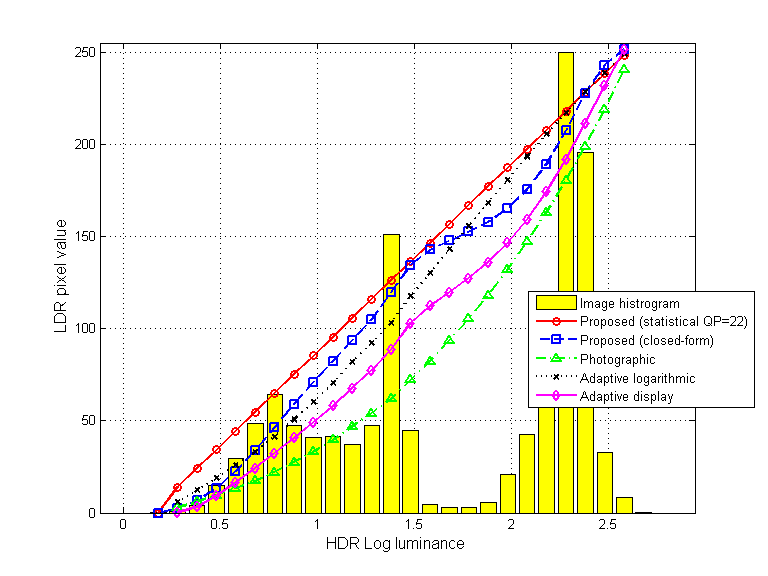 250
200
150
100
50
0
LDR pixel value
0
0.5
1
1.5
2
2.5
HDR Log luminance
Image histrogram
Proposed (statistical QP=22)
Proposed (closed-form)
Photographic
Adaptive logarithmic
Adaptive display